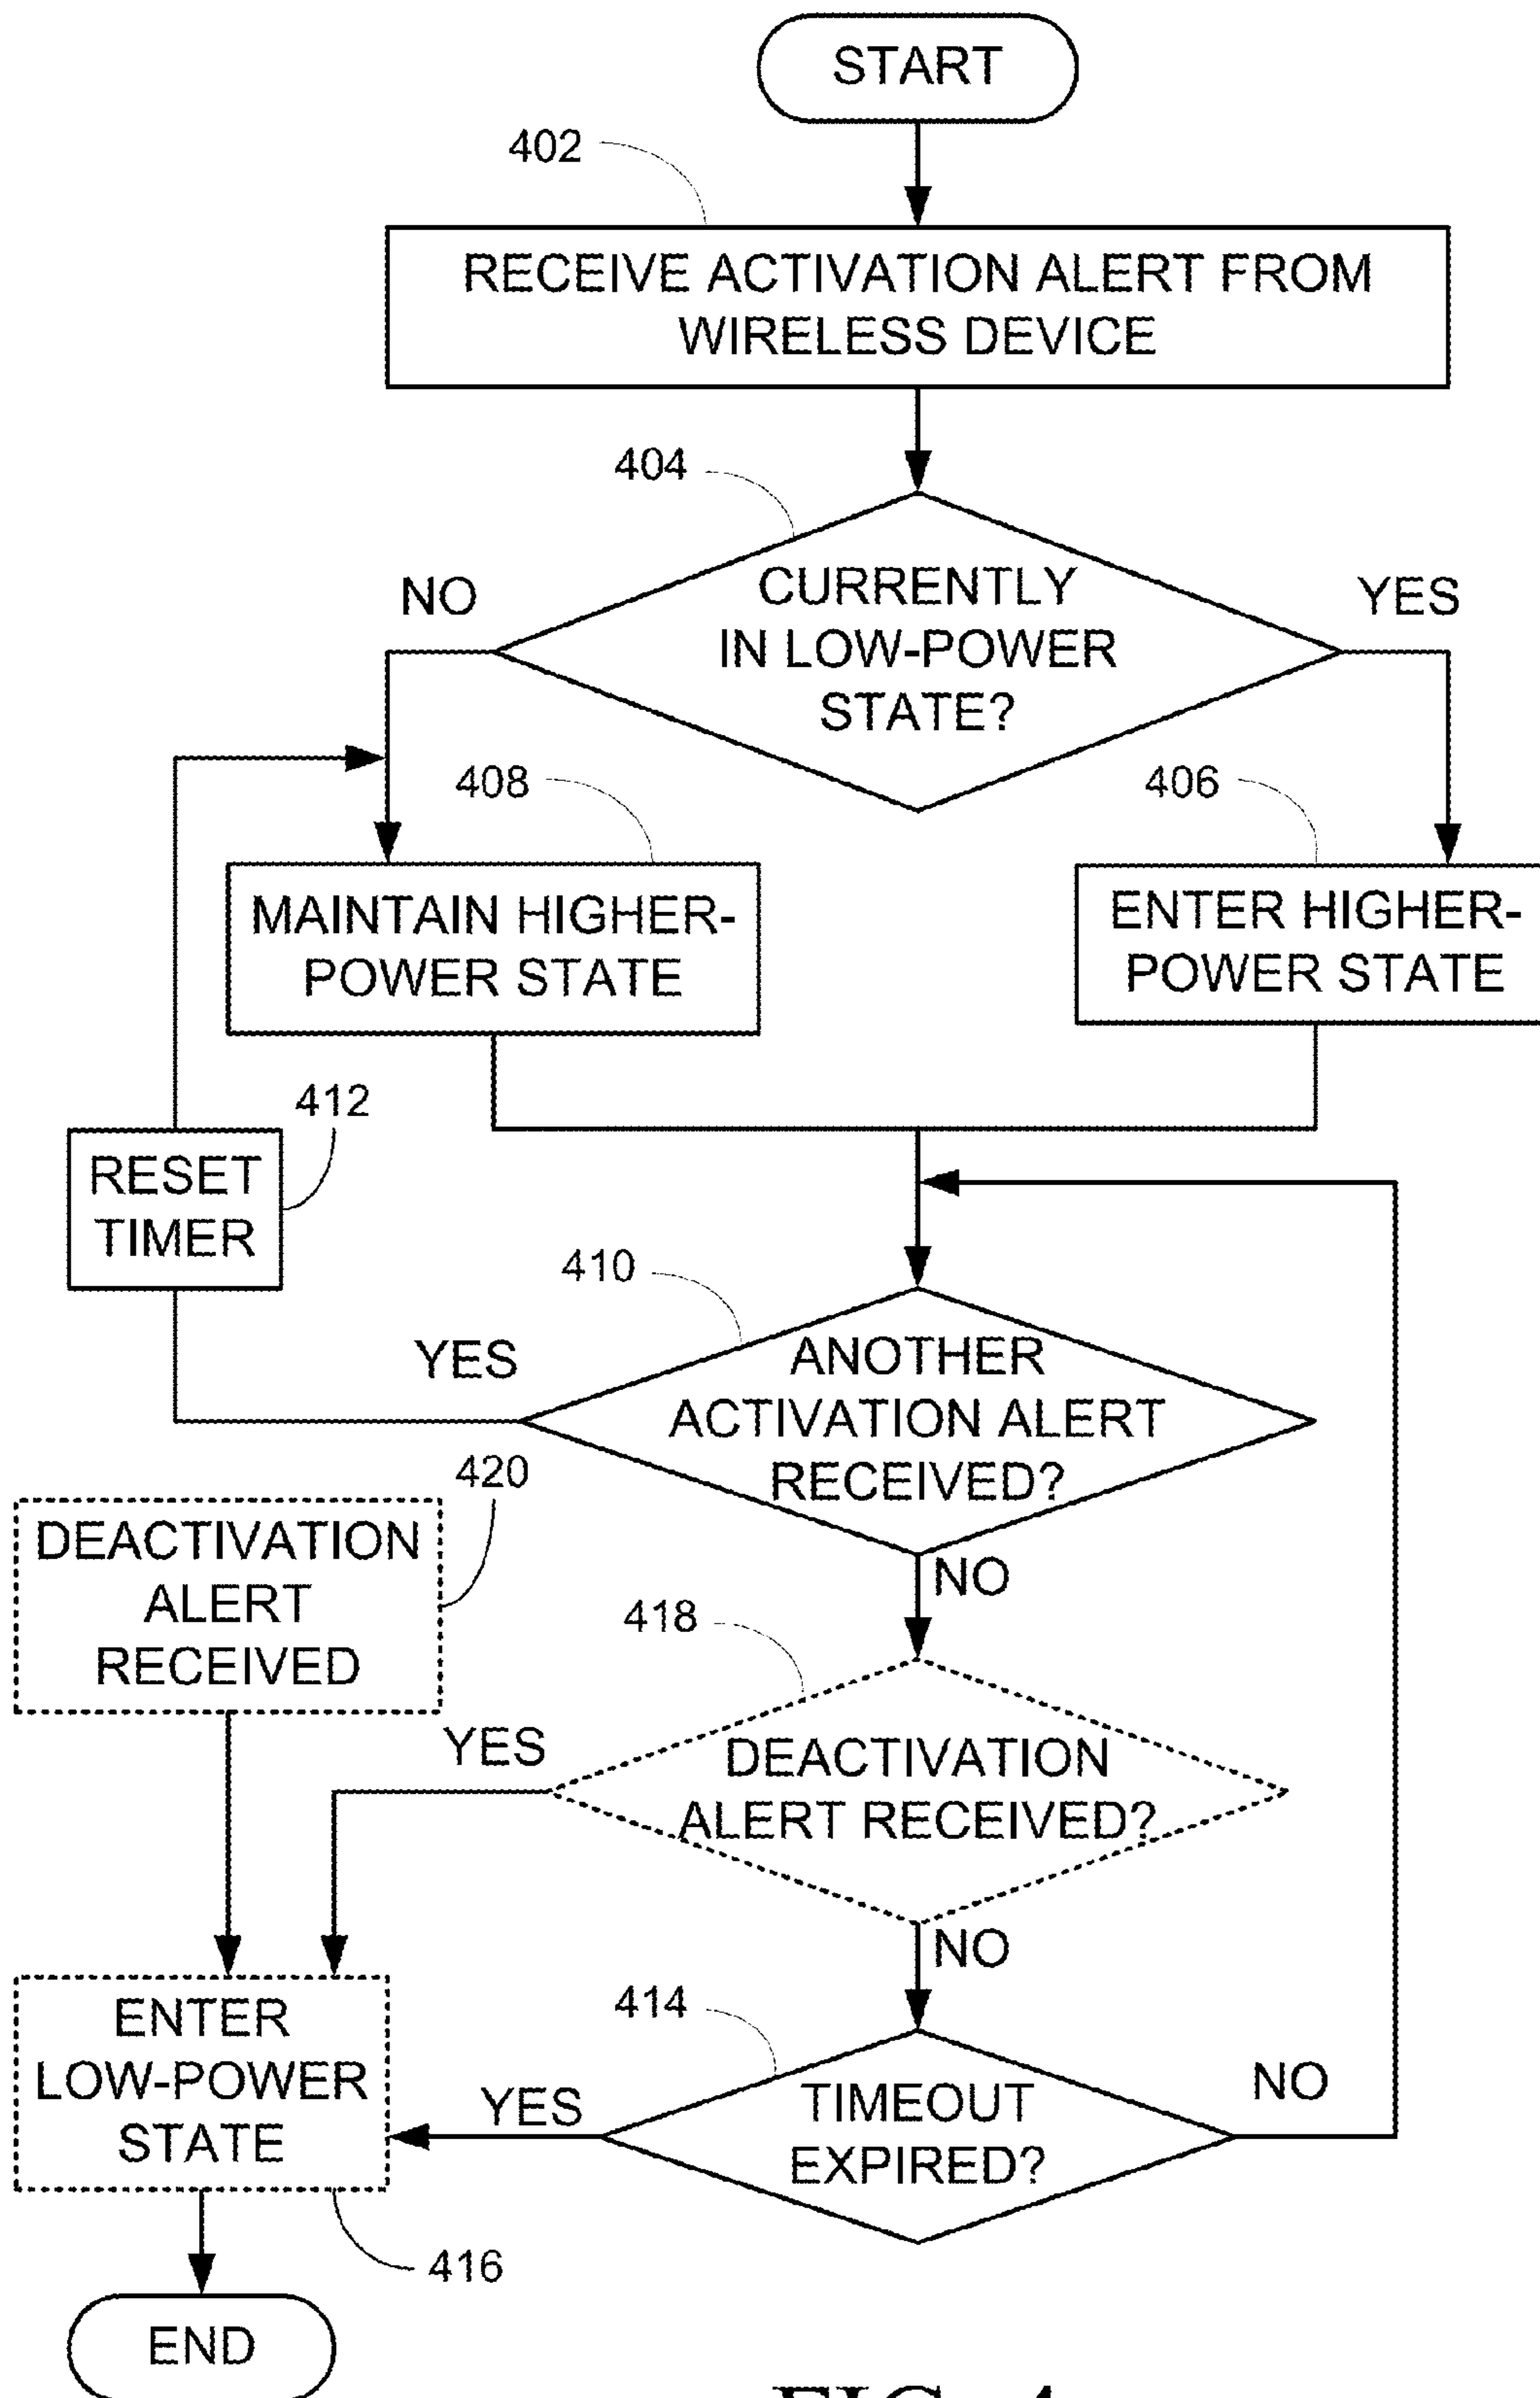 START
402
RECEIVE ACTIVATION ALERT FROM
WIRELESS DEVICE
404
NO
CURRENTLY
IN LOW-POWER
STATE?
YES
408
406
MAINTAIN HIGHER-
POWER STATE
ENTER HIGHER-
POWER STATE
412
RESET
TIMER
410
YES
ANOTHER
ACTIVATION ALERT
RECEIVED?
420
DEACTIVATION
ALERT
RECEIVED
NO
418
YES
DEACTIVATION
ALERT RECEIVED?
NO
414
ENTER
LOW-POWER
STATE
YES
TIMEOUT
EXPIRED?
NO
416
END
FIG. 4